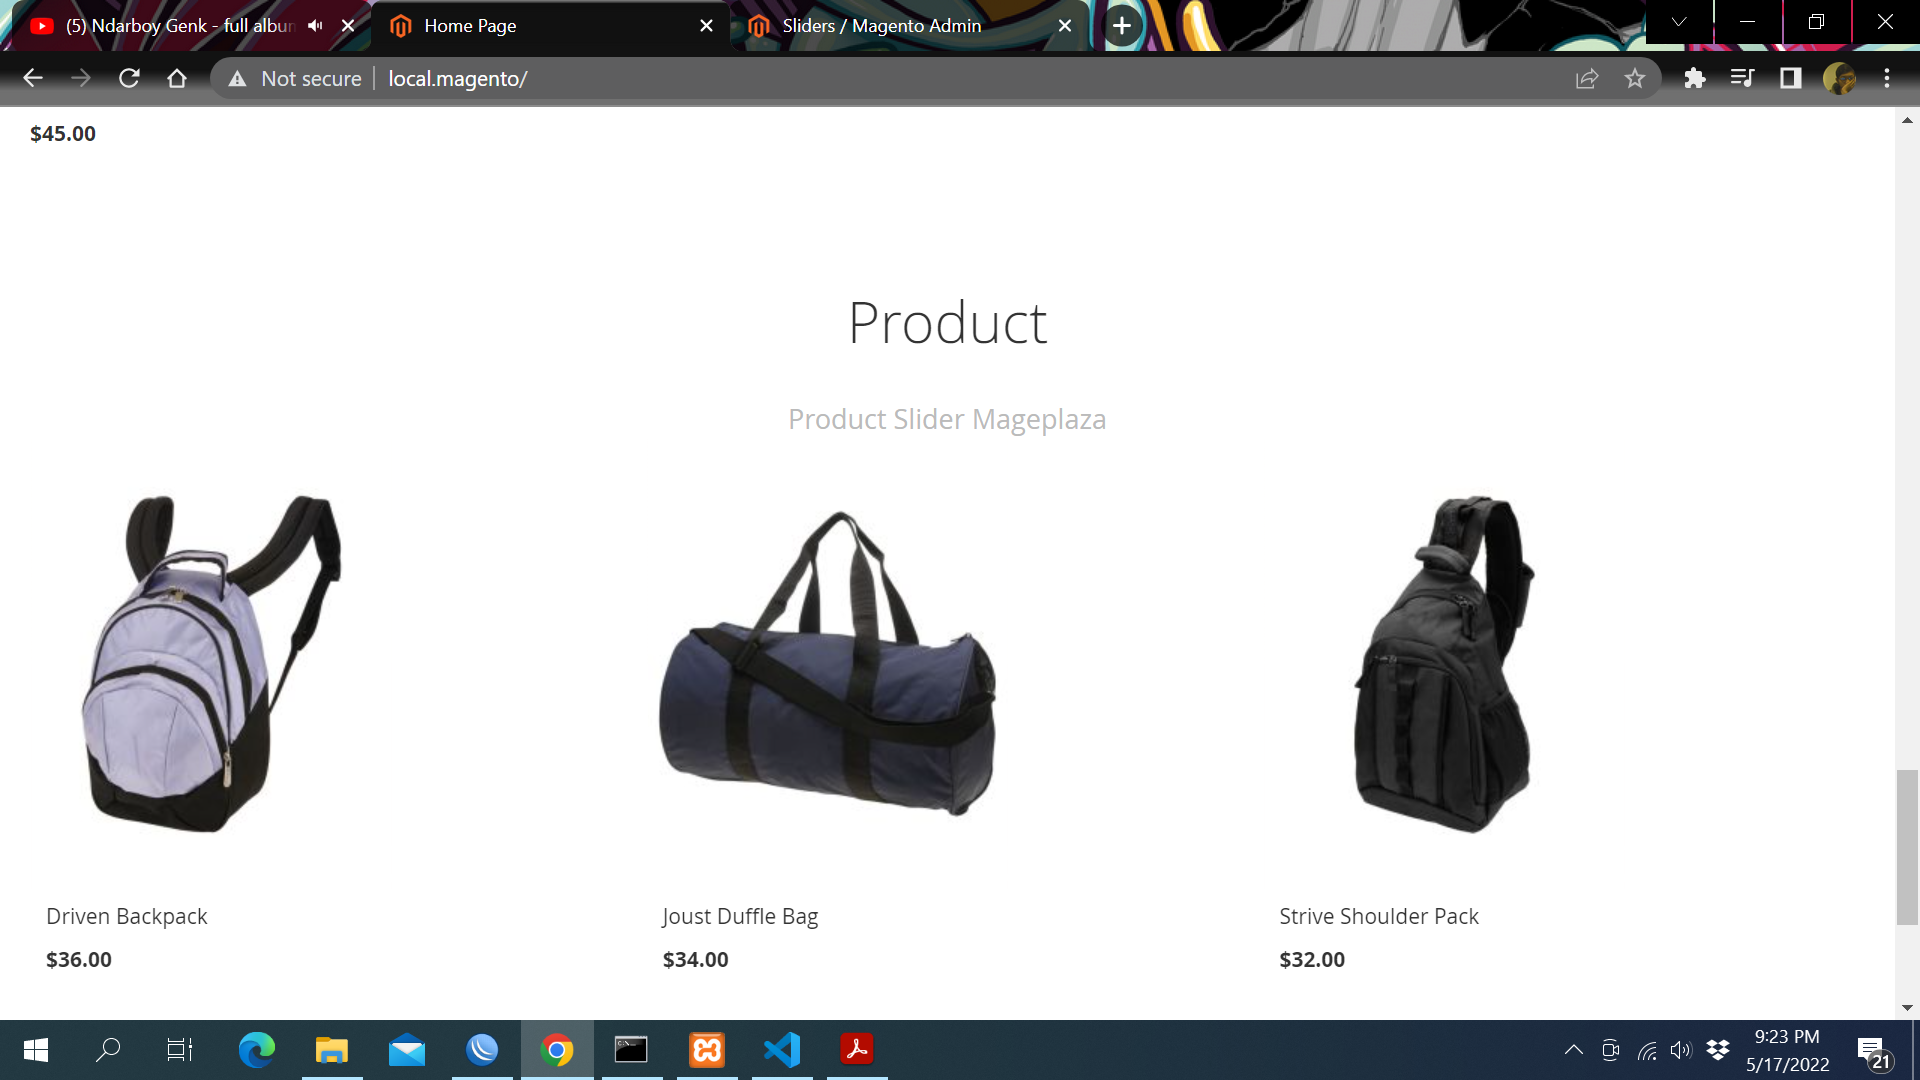 (5) Ndarboy Genk - full albun
Home Page
Sliders / Magento Admin
Not secure
local.magento/
$45.00
Product
Product Slider Mageplaza
Driven Backpack
$36.00
Joust Duffle Bag
$34.00
Strive Shoulder Pack
$32.00
9:23 PM
5/17/2022
21